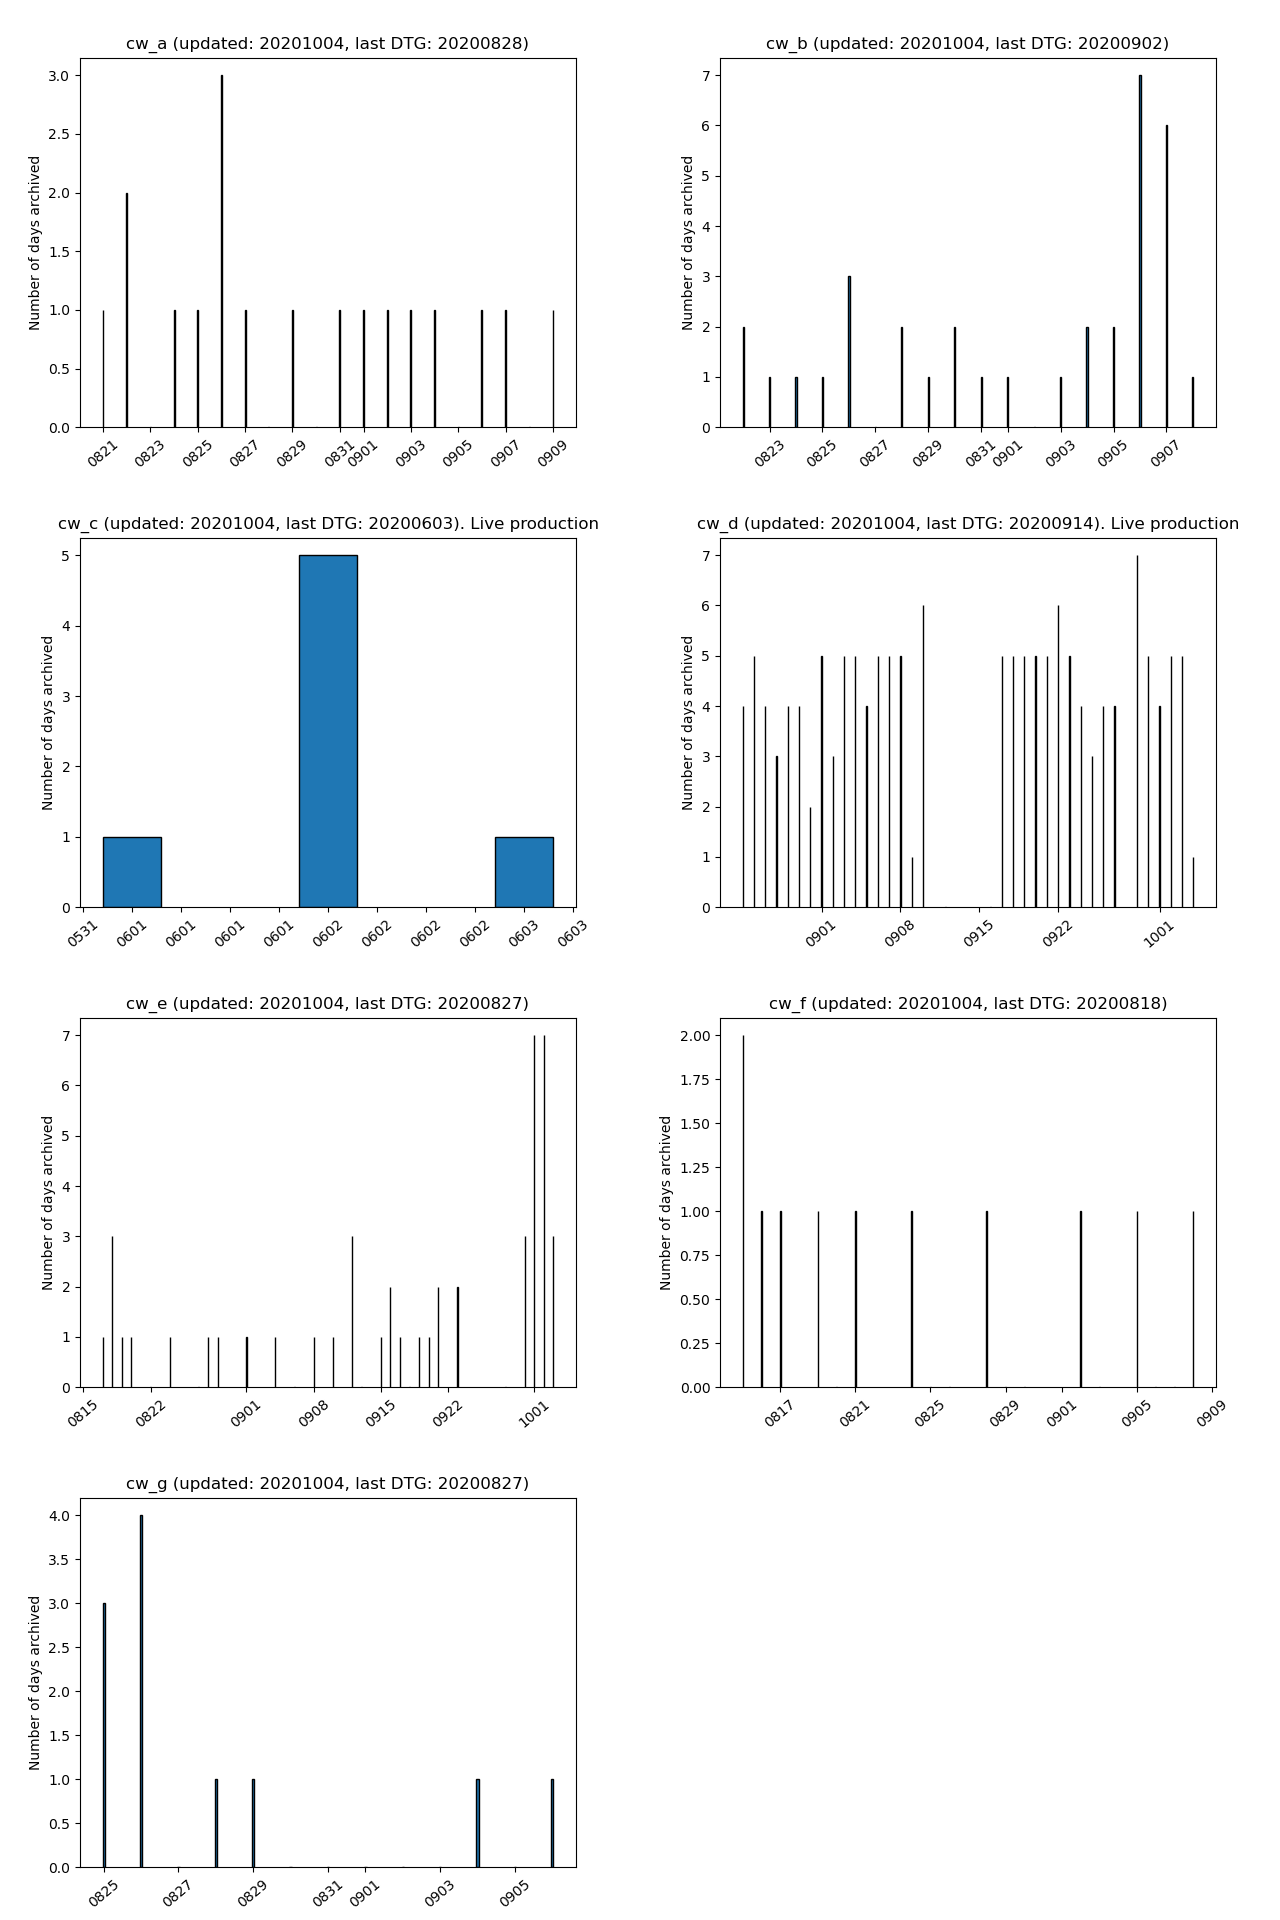 cw_a (updated: 20201004, last DTG: 20200828)
Number of days archived
3.0
2.5
2.0
1.5
1.0
0.5
0.0
0821 0823 0825 0827 0829 0831 0901 0903 0905 0907 0909
cw_b (updated: 20201004, last DTG: 20200902)
Number of days archived
7
6
5
4
3
2
1
0
0823 0825 0827 0829 0831 0901 0903 0905 0907
cw_c (updated: 20201004, last DTG: 20200603). Live production
Number of days archived
5
4
3
2
1
0
0531 0601 0601 0601 0601 0602 0602 0602 0602 0603 0603
cw_d (updated: 20201004, last DTG: 20200914). Live production
Number of days archived
7
6
5
4
3
2
1
0
0901 0908 0915 0922 1001
cw_e (updated: 20201004, last DTG: 20200827)
Number of days archived
7
6
5
4
3
2
1
0
0815 0822 0901 0908 0915 0922 1001
cw_f (updated: 20201004, last DTG: 20200818)
Number of days archived
2.00
1.75
1.50
1.25
1.00
0.75
0.50
0.25
0.00
0817 0821 0825 0829 0901 0905 0909
cw_g (updated: 20201004, last DTG: 20200827)
Number of days archived
4.0
3.5
3.0
2.5
2.0
1.5
1.0
0.5
0.0
0825 0827 0829 0831 0901 0903 0905